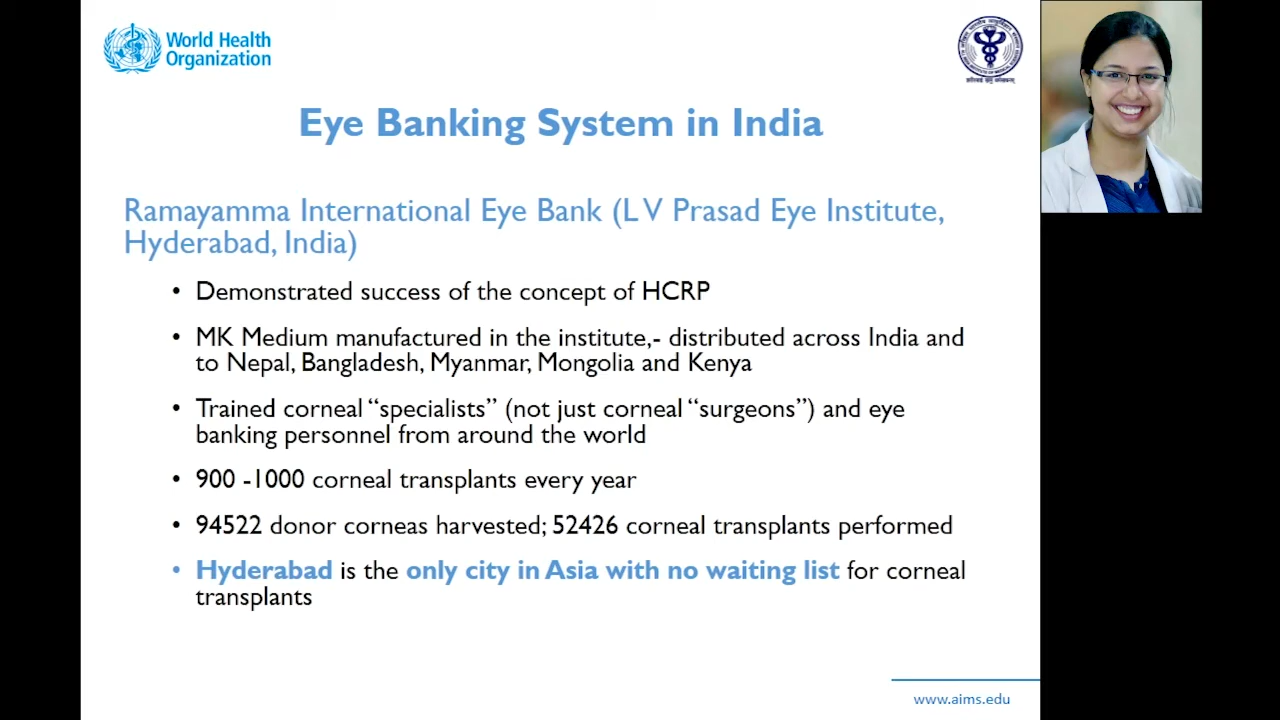 World Health
Organization
Eye Banking System in India
Ramayamma International Eye Bank (L V Prasad Eye Institute,
Hyderabad, India)
• Demonstrated success of the concept of HCRP
• MK Medium manufactured in the institute,- distributed across India and
to Nepal, Bangladesh, Myanmar, Mongolia and Kenya
• Trained corneal “specialists” (not just corneal “surgeons”) and eye
banking personnel from around the world
• 900 -1000 corneal transplants every year
• 94522 donor corneas harvested; 52426 corneal transplants performed
• Hyderabad is the only city in Asia with no waiting list for corneal
transplants
www.aims.edu